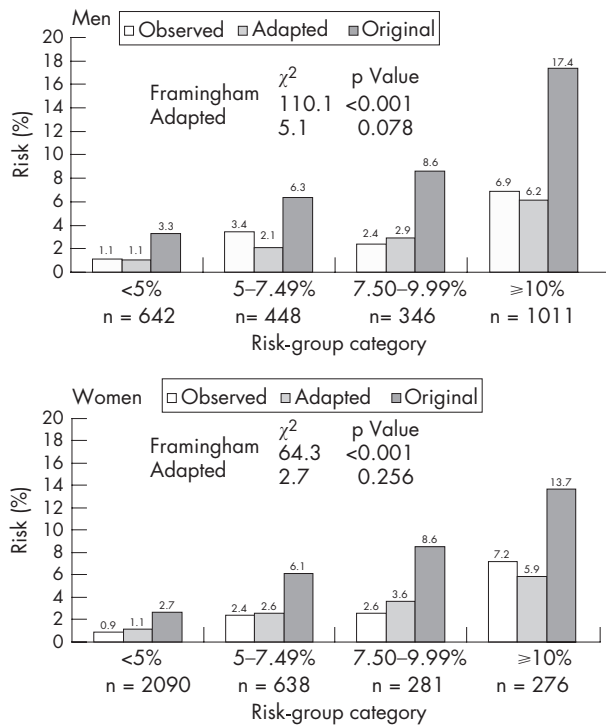 Men
Observed Adapted Original
20
18
16
14
12
10
8
6
4
2
0
Risk (%)
χ2 p Value
Framingham 110.1 <0.001
Adapted 5.1 0.078
1.1 1.1 3.3
3.4 2.1 6.3
2.4 2.9 8.6
6.9 6.2 17.4
<5% 5–7.49% 7.50–9.99% ⩾10%
n = 642 n= 448 n= 346 n = 1011
Risk-group category
Women
Observed Adapted Original
20
18
16
14
12
10
8
6
4
2
0
Risk (%)
χ2 p Value
Framingham 64.3 <0.001
Adapted 2.7 0.256
0.9 1.1 2.7
2.4 2.6 6.1
2.6 3.6 8.6
7.2 5.9 13.7
<5% 5–7.49% 7.50–9.99% ⩾10%
n = 2090 n = 638 n = 281 n = 276
Risk-group category